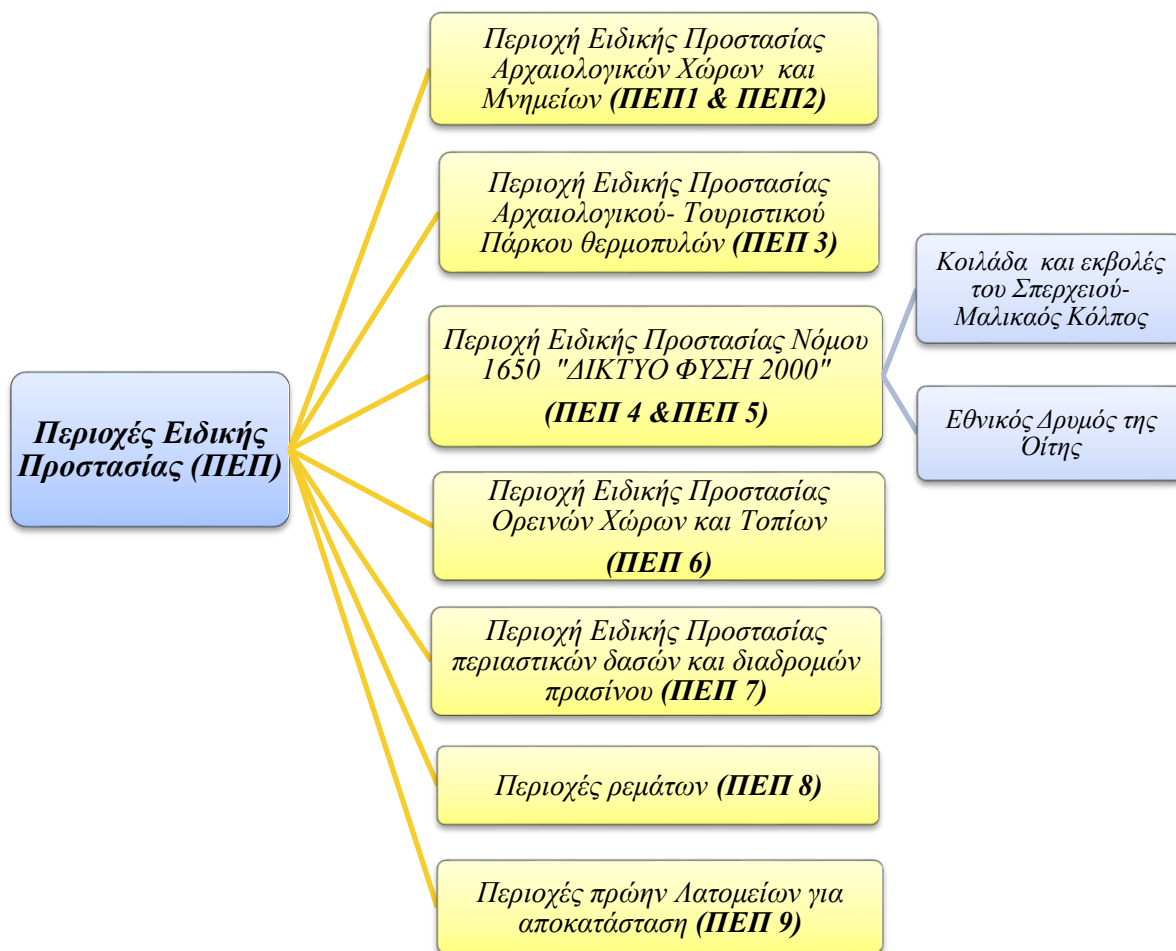 Περιοχές Ειδικής
Προστασίας (ΠΕΠ)
Περιοχή Ειδικής Προστασίας
Αρχαιολογικών Χώρων και
Μνημείων (ΠΕΠ1 & ΠΕΠ2)
Περιοχή Ειδικής Προστασίας
Αρχαιολογικού- Τουριστικού
Πάρκου θερμοπυλών (ΠΕΠ 3)
Περιοχή Ειδικής Προστασίας Νόμου
1650 "ΔΙΚΤΥΟ ΦΥΣΗ 2000"
(ΠΕΠ 4 &ΠΕΠ 5)
Κοιλάδα και εκβολές
του Σπερχειού-
Μαλικαός Κόλπος
Εθνικός Δρυμός της
Όίτης
Περιοχή Ειδικής Προστασίας
Ορεινών Χώρων και Τοπίων
(ΠΕΠ 6)
Περιοχή Ειδικής Προστασίας
περιαστικών δασών και διαδρομών
πρασίνου (ΠΕΠ 7)
Περιοχές ρεμάτων (ΠΕΠ 8)
Περιοχές πρώην Λατομείων για
αποκατάσταση (ΠΕΠ 9)